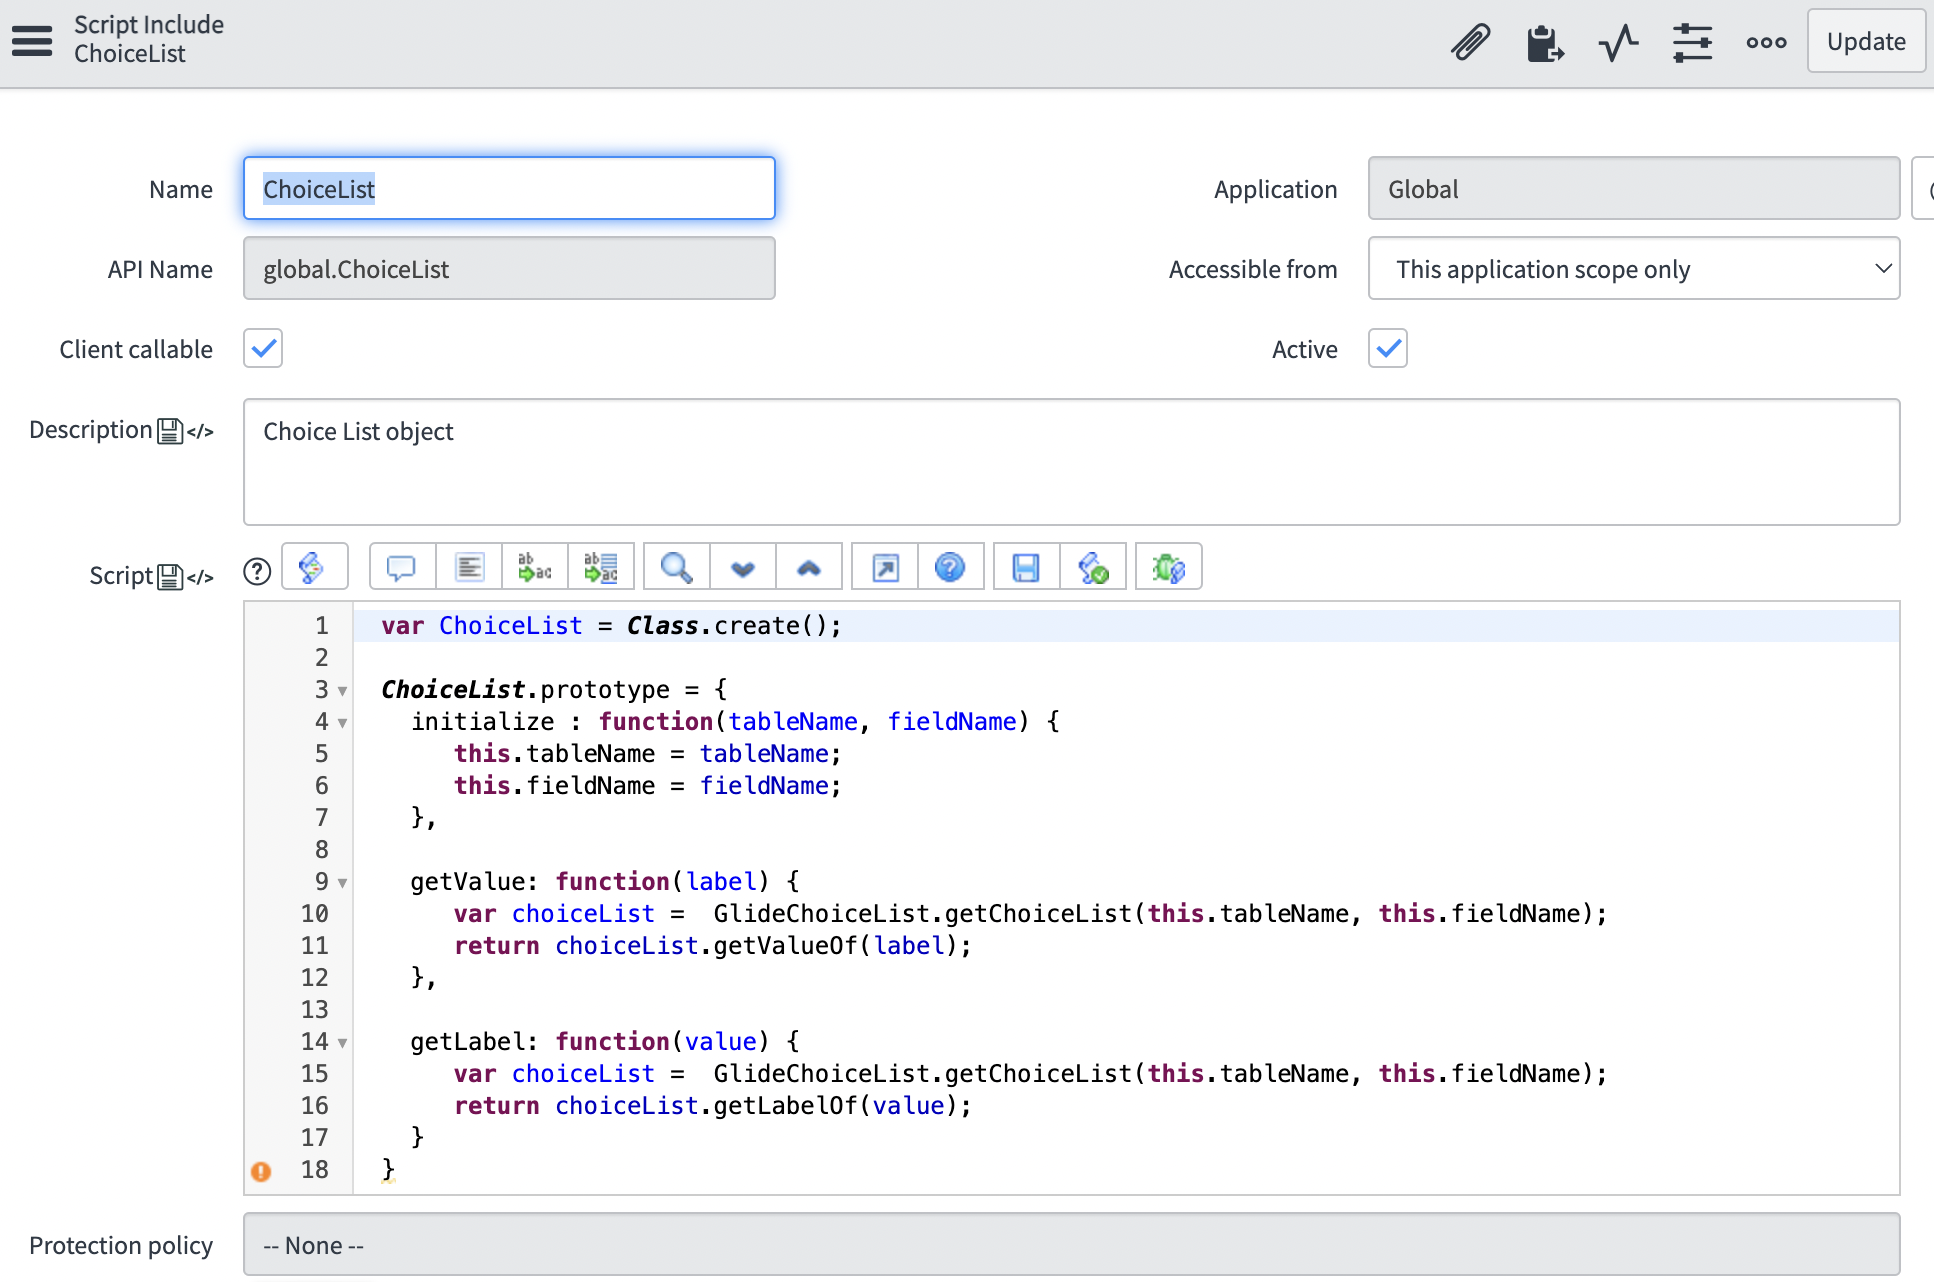 Script Include
ChoiceList
Update
Name ChoiceList
Application Global
API Name global.ChoiceList
Accessible from This application scope only
Client callable
Active
Description </> Choice List object
Script </>
1 var ChoiceList = Class.create();
2
3 ChoiceList.prototype = {
4   initialize : function(tableName, fieldName) {
5      this.tableName = tableName;
6      this.fieldName = fieldName;
7   },
8
9   getValue: function(label) {
10      var choiceList =  GlideChoiceList.getChoiceList(this.tableName, this.fieldName);
11      return choiceList.getValueOf(label);
12   },
13
14   getLabel: function(value) {
15      var choiceList =  GlideChoiceList.getChoiceList(this.tableName, this.fieldName);
16      return choiceList.getLabelOf(value);
17   }
18 }
Protection policy -- None --